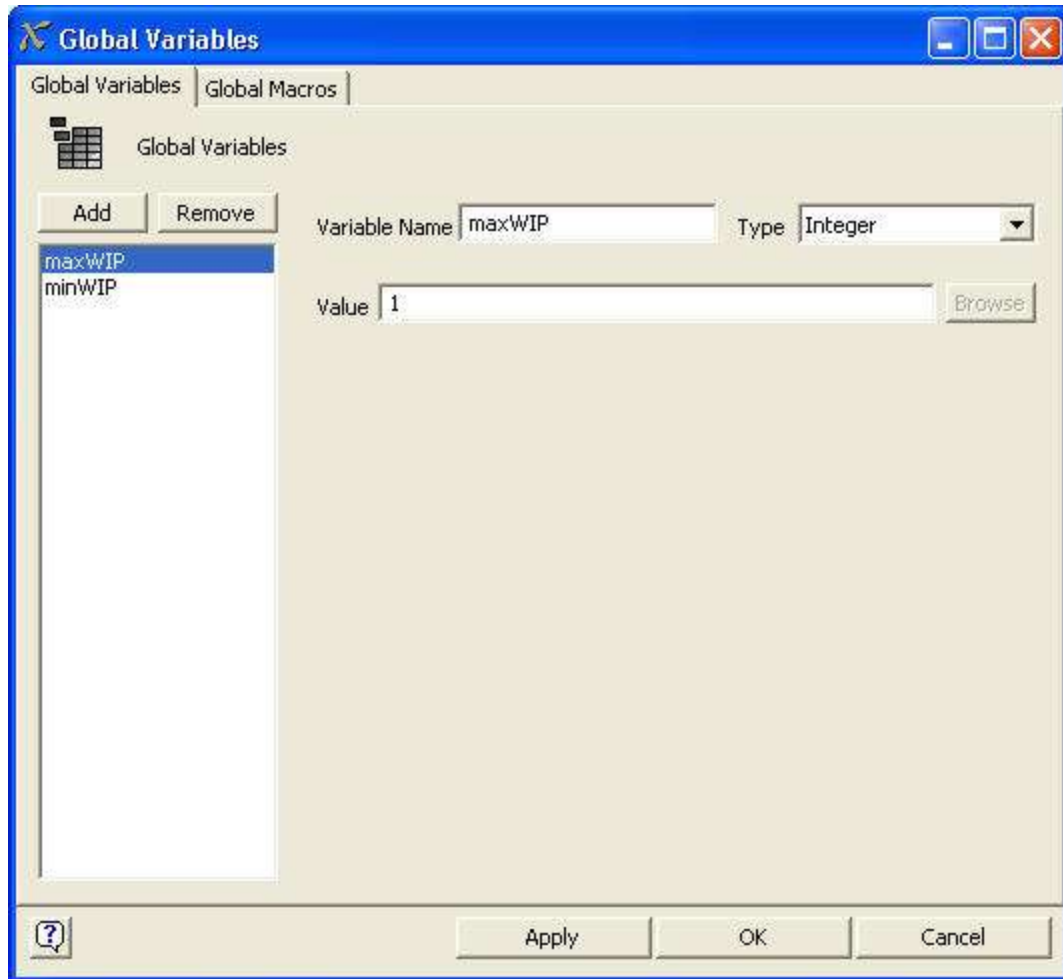 Global Variables
Global Variables Global Macros
Global Variables
Add Remove
Variable Name maxWIP Type Integer
maxWIP
minWIP
Value 1 Browse
? Apply OK Cancel